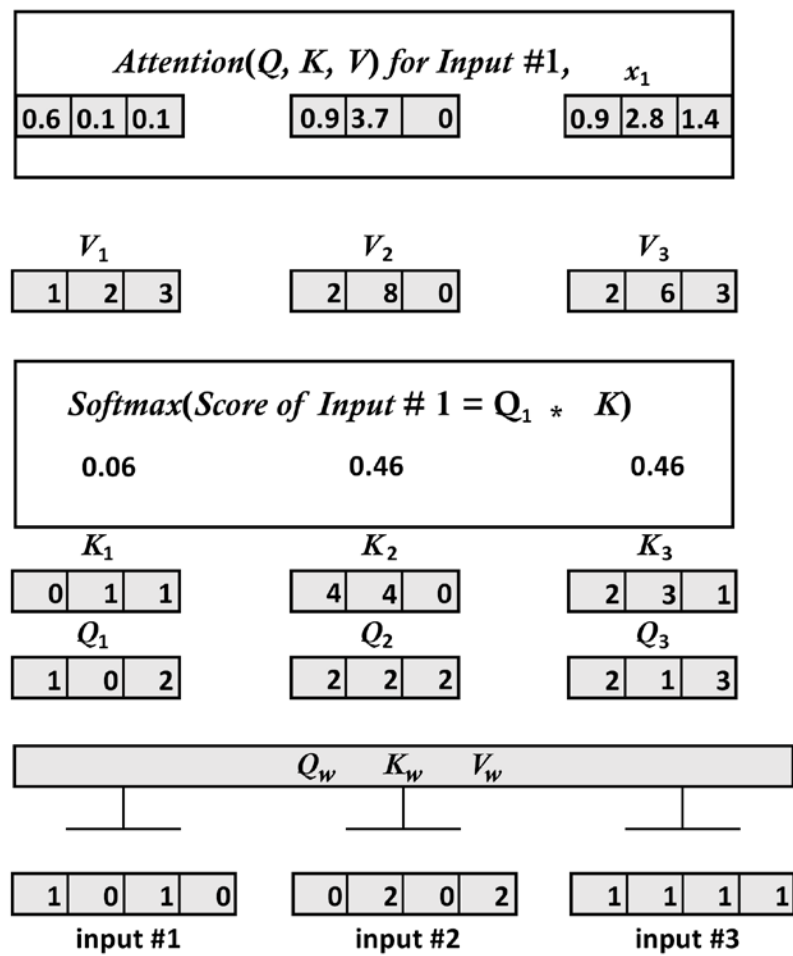 Attention(Q, K, V) for Input #1, x₁
0.6 0.1 0.1 0.9 3.7 0 0.9 2.8 1.4
V₁ V₂ V₃
1 2 3 2 8 0 2 6 3
Softmax(Score of Input # 1 = Q₁ * K)
0.06 0.46 0.46
K₁ K₂ K₃
0 1 1 4 4 0 2 3 1
Q₁ Q₂ Q₃
1 0 2 2 2 2 2 1 3
Q_w K_w V_w
1 0 1 0 0 2 0 2 1 1 1 1
input #1 input #2 input #3